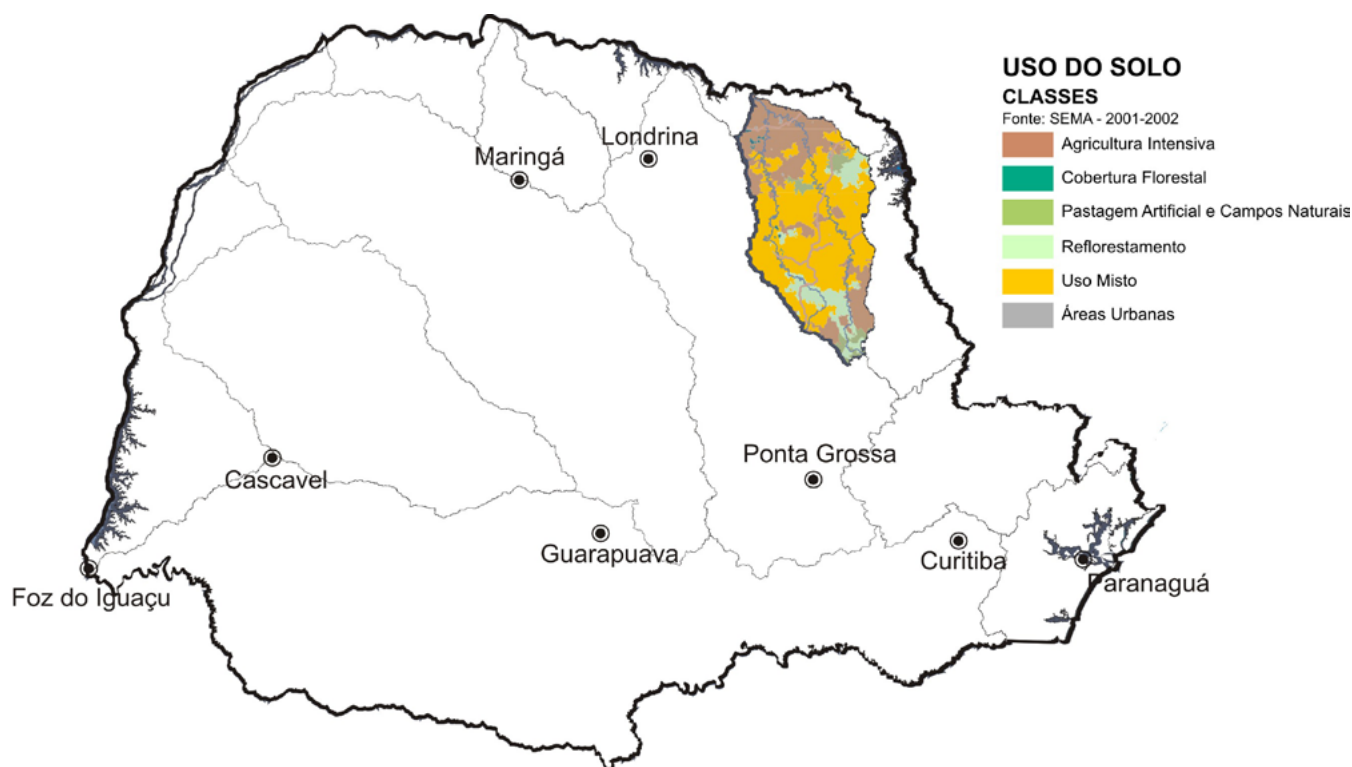 USO DO SOLO
CLASSES
Fonte: SEMA - 2001-2002
Agricultura Intensiva
Cobertura Florestal
Pastagem Artificial e Campos Naturais
Reflorestamento
Uso Misto
Áreas Urbanas
Londrina
Maringá
Ponta Grossa
Cascavel
Guarapuava
Curitiba
Paranaguá
Foz do Iguaçu